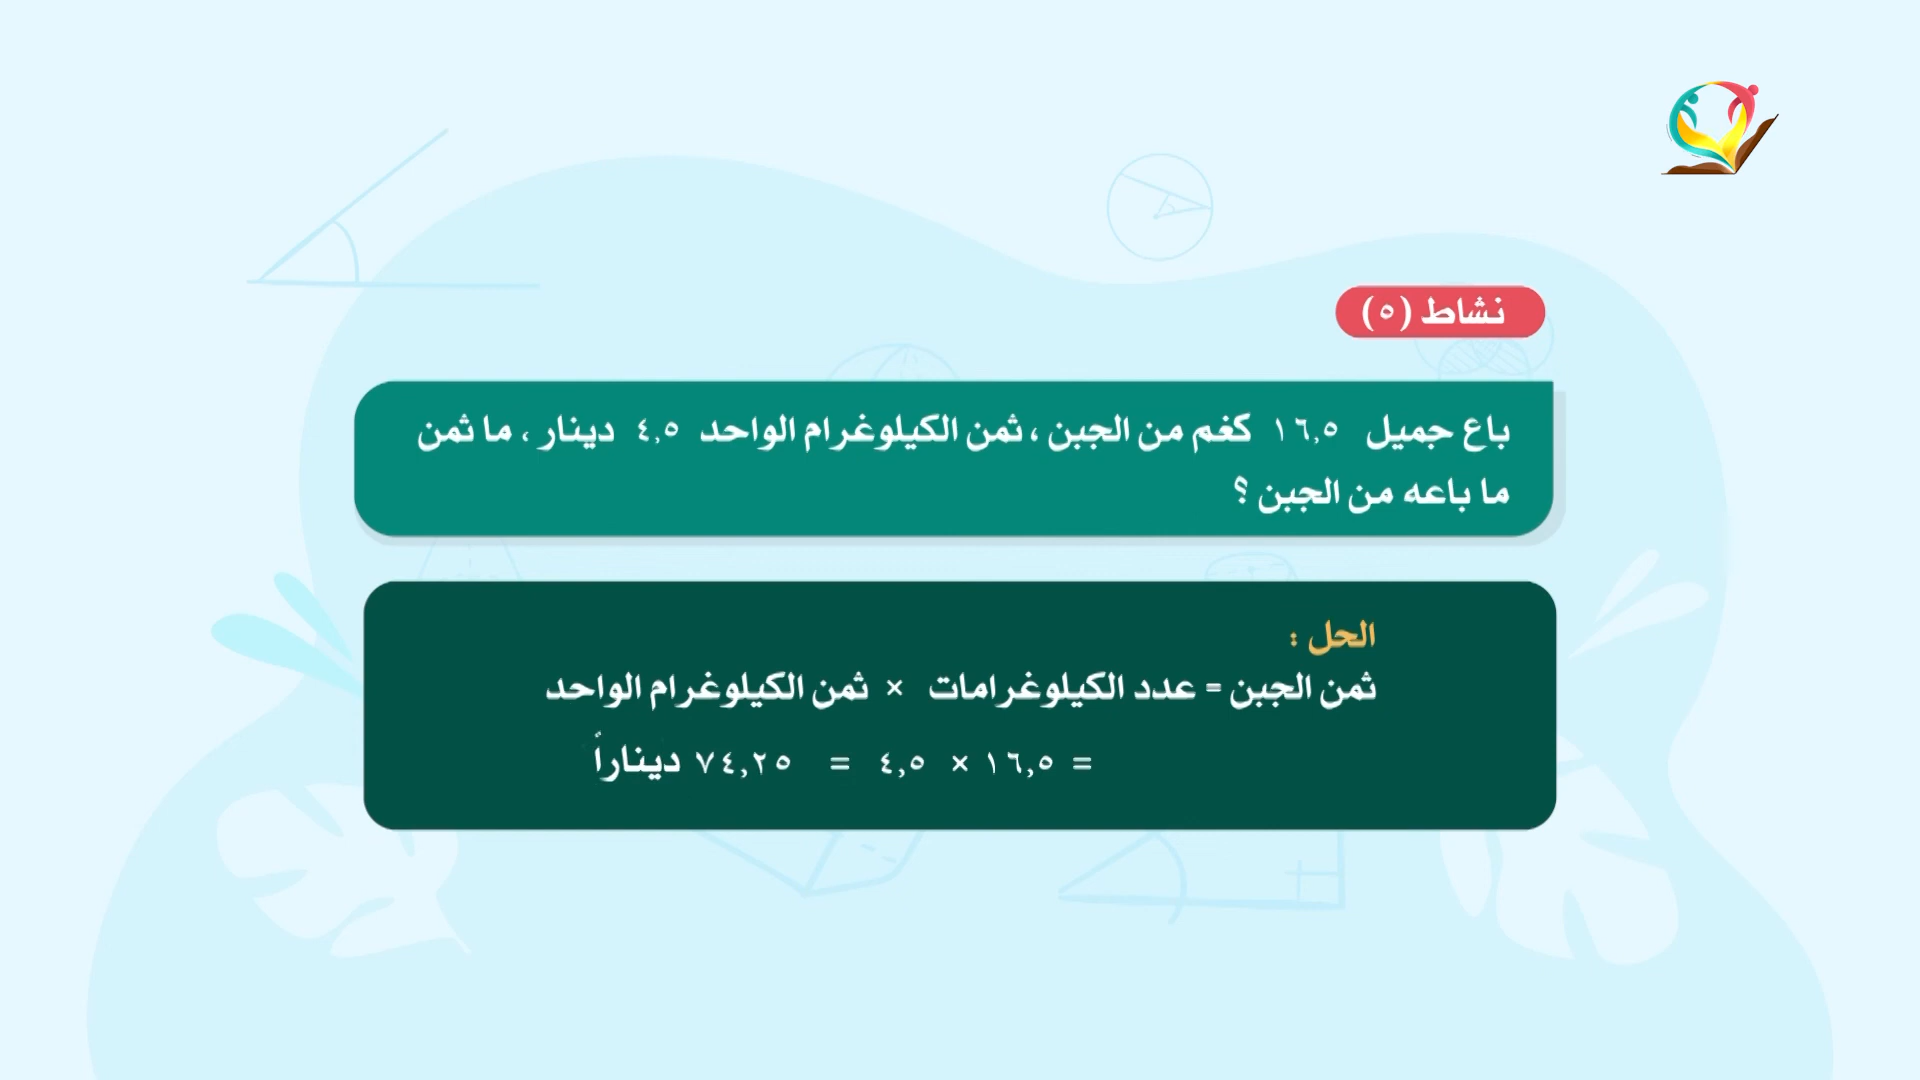 نشاط (٥)
باع جميل ١٦,٥ كغم من الجبن ، ثمن الكيلوغرام الواحد ٤,٥ دينار ، ما ثمن
ما باعه من الجبن ؟
الحل :
ثمن الجبن = عدد الكيلوغرامات × ثمن الكيلوغرام الواحد
= ١٦,٥ × ٤,٥ = ٧٤,٢٥ ديناراً